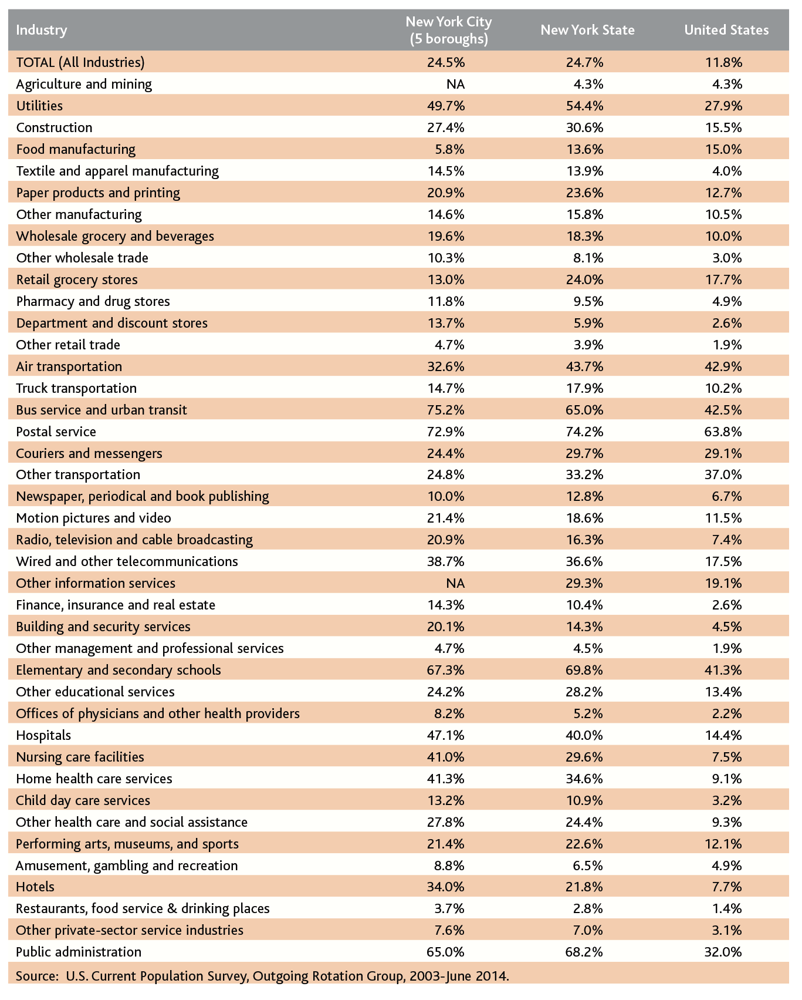 Industry New York City (5 boroughs) New York State United States
TOTAL (All Industries) 24.5% 24.7% 11.8%
Agriculture and mining NA 4.3% 4.3%
Utilities 49.7% 54.4% 27.9%
Construction 27.4% 30.6% 15.5%
Food manufacturing 5.8% 13.6% 15.0%
Textile and apparel manufacturing 14.5% 13.9% 4.0%
Paper products and printing 20.9% 23.6% 12.7%
Other manufacturing 14.6% 15.8% 10.5%
Wholesale grocery and beverages 19.6% 18.3% 10.0%
Other wholesale trade 10.3% 8.1% 3.0%
Retail grocery stores 13.0% 24.0% 17.7%
Pharmacy and drug stores 11.8% 9.5% 4.9%
Department and discount stores 13.7% 5.9% 2.6%
Other retail trade 4.7% 3.9% 1.9%
Air transportation 32.6% 43.7% 42.9%
Truck transportation 14.7% 17.9% 10.2%
Bus service and urban transit 75.2% 65.0% 42.5%
Postal service 72.9% 74.2% 63.8%
Couriers and messengers 24.4% 29.7% 29.1%
Other transportation 24.8% 33.2% 37.0%
Newspaper, periodical and book publishing 10.0% 12.8% 6.7%
Motion pictures and video 21.4% 18.6% 11.5%
Radio, television and cable broadcasting 20.9% 16.3% 7.4%
Wired and other telecommunications 38.7% 36.6% 17.5%
Other information services NA 29.3% 19.1%
Finance, insurance and real estate 14.3% 10.4% 2.6%
Building and security services 20.1% 14.3% 4.5%
Other management and professional services 4.7% 4.5% 1.9%
Elementary and secondary schools 67.3% 69.8% 41.3%
Other educational services 24.2% 28.2% 13.4%
Offices of physicians and other health providers 8.2% 5.2% 2.2%
Hospitals 47.1% 40.0% 14.4%
Nursing care facilities 41.0% 29.6% 7.5%
Home health care services 41.3% 34.6% 9.1%
Child day care services 13.2% 10.9% 3.2%
Other health care and social assistance 27.8% 24.4% 9.3%
Performing arts, museums, and sports 21.4% 22.6% 12.1%
Amusement, gambling and recreation 8.8% 6.5% 4.9%
Hotels 34.0% 21.8% 7.7%
Restaurants, food service & drinking places 3.7% 2.8% 1.4%
Other private-sector service industries 7.6% 7.0% 3.1%
Public administration 65.0% 68.2% 32.0%
Source: U.S. Current Population Survey, Outgoing Rotation Group, 2003-June 2014.